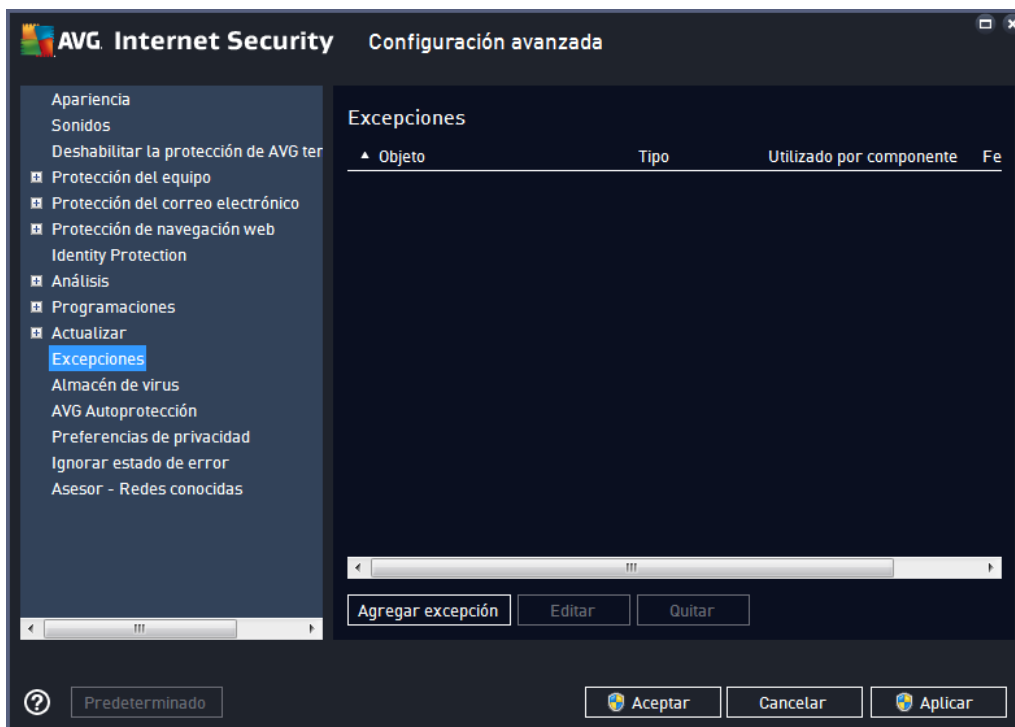 AVG Internet Security Configuración avanzada
Apariencia
Sonidos
Deshabilitar la protección de AVG ter
Protección del equipo
Protección del correo electrónico
Protección de navegación web
Identity Protection
Análisis
Programaciones
Actualizar
Excepciones
Almacén de virus
AVG Autoprotección
Preferencias de privacidad
Ignorar estado de error
Asesor - Redes conocidas
Excepciones
Objeto Tipo Utilizado por componente Fe
Agregar excepción Editar Quitar
? Predeterminado Aceptar Cancelar Aplicar